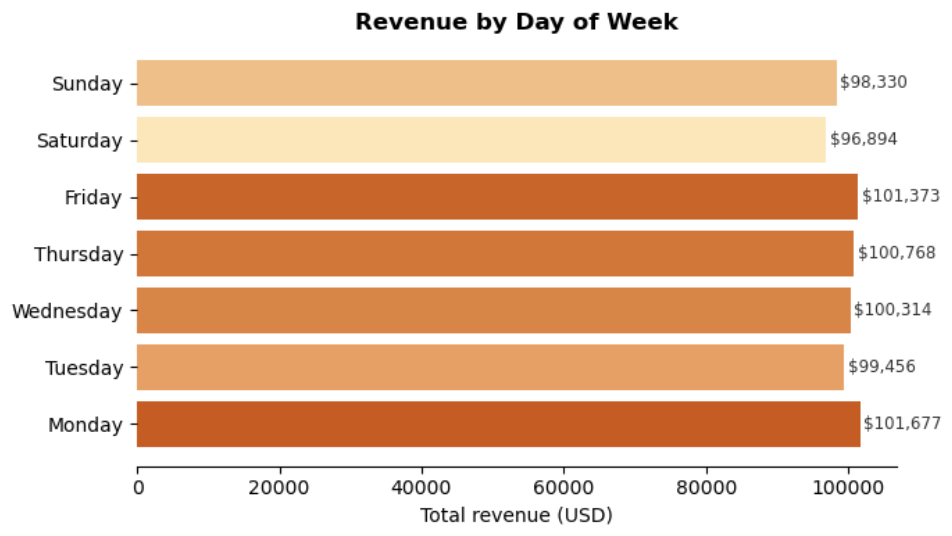 Revenue by Day of Week
Sunday $98,330
Saturday $96,894
Friday $101,373
Thursday $100,768
Wednesday $100,314
Tuesday $99,456
Monday $101,677
0 20000 40000 60000 80000 100000
Total revenue (USD)